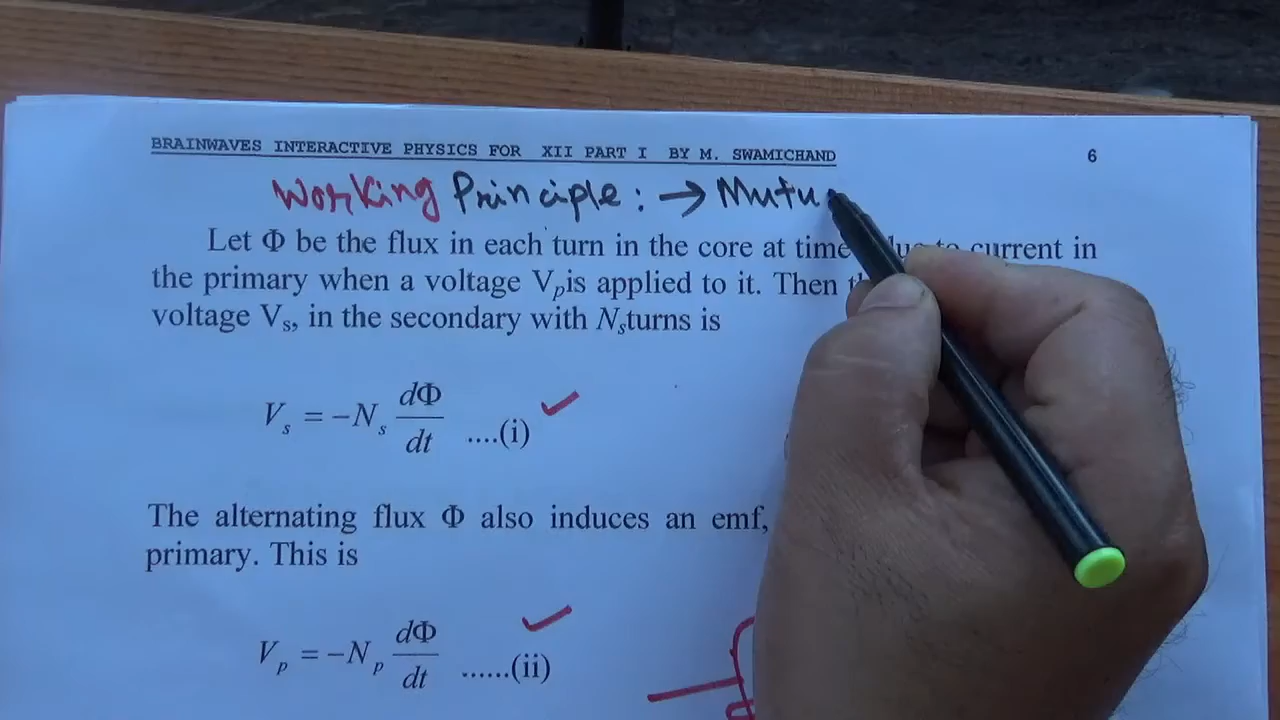 BRAINWAVES INTERACTIVE PHYSICS FOR XII PART I BY M. SWAMICHAND 6
Working Principle: → Mutu
Let Φ be the flux in each turn in the core at time to current in
the primary when a voltage Vp is applied to it. Then
voltage Vs, in the secondary with Ns turns is
Vs = -Ns dΦ/dt ....(i)
The alternating flux Φ also induces an emf,
primary. This is
Vp = -Np dΦ/dt ......(ii)